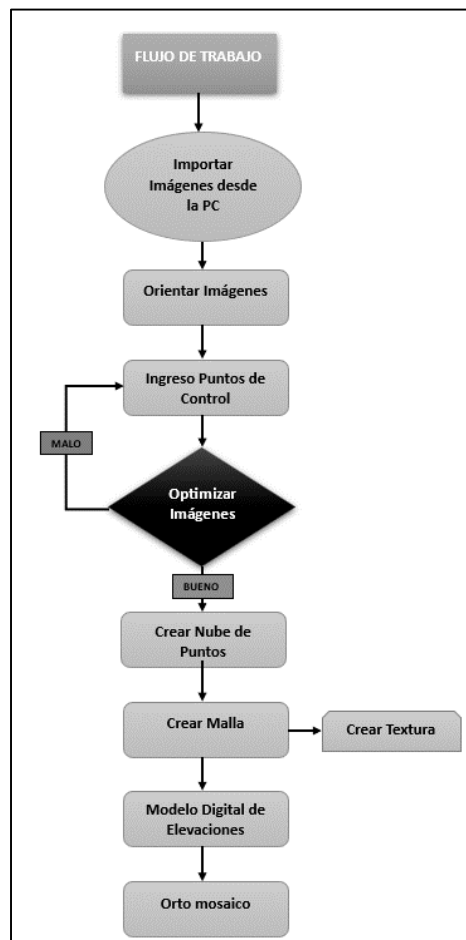 FLUJO DE TRABAJO
Importar
Imágenes desde
la PC
Orientar Imágenes
Ingreso Puntos de
Control
MALO
Optimizar
Imágenes
BUENO
Crear Nube de
Puntos
Crear Malla
Crear Textura
Modelo Digital de
Elevaciones
Orto mosaico